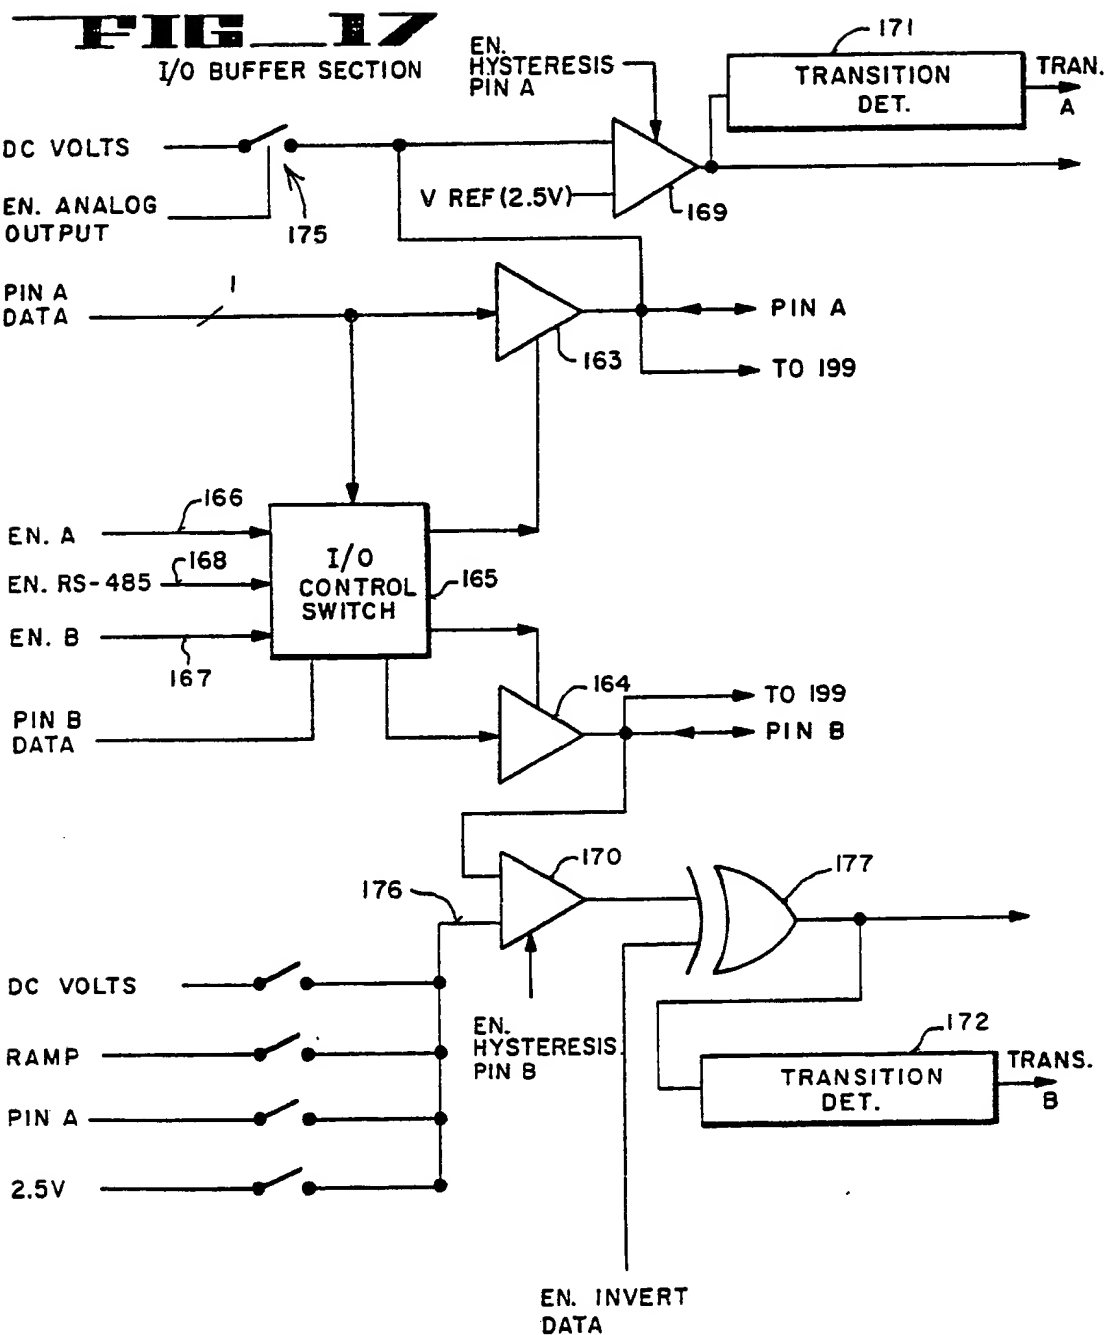 FIG_17
I/O BUFFER SECTION
EN.
HYSTERESIS
PIN A
171
TRANSITION
DET.
TRAN.
A
DC VOLTS
EN. ANALOG
OUTPUT
175
V REF (2.5V)
169
PIN A
DATA
1
163
PIN A
TO 199
EN. A
166
EN. RS-485
168
EN. B
167
I/O
CONTROL
SWITCH
165
PIN B
DATA
164
TO 199
PIN B
176
170
177
DC VOLTS
RAMP
PIN A
2.5V
EN.
HYSTERESIS
PIN B
172
TRANSITION
DET.
TRANS.
B
EN. INVERT
DATA